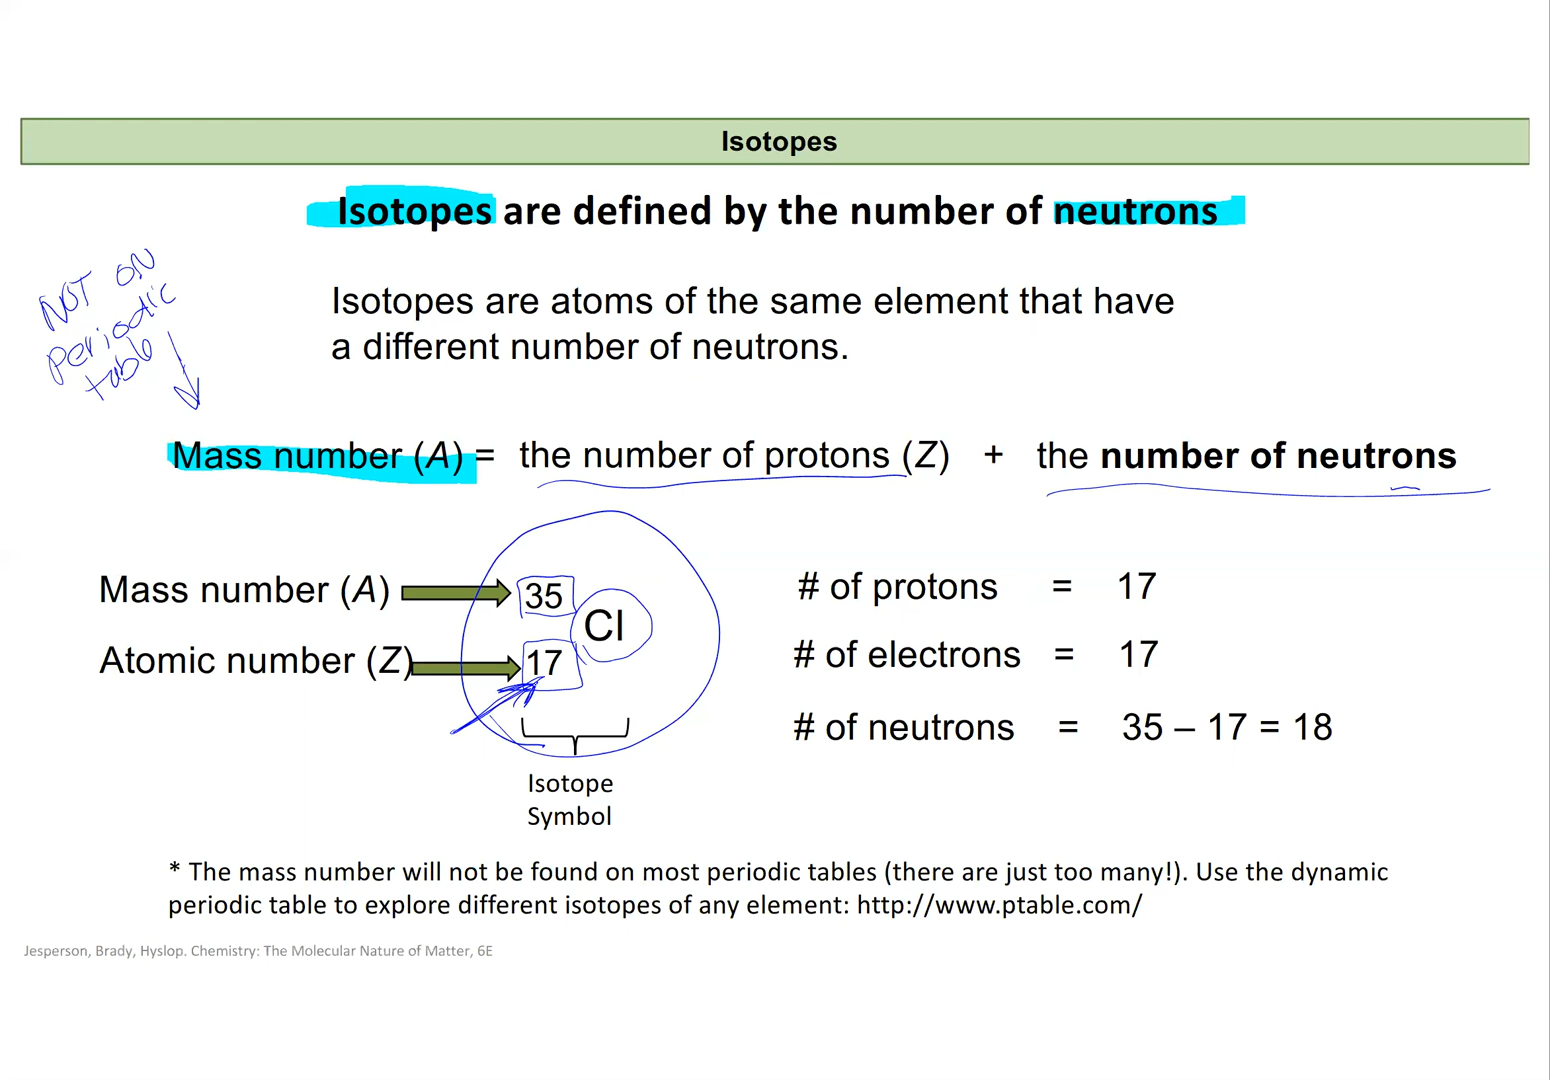 Isotopes
Isotopes are defined by the number of neutrons
NOT ON
periodic
table
Isotopes are atoms of the same element that have
a different number of neutrons.
Mass number (A) = the number of protons (Z) + the number of neutrons
Mass number (A) 35
Cl
Atomic number (Z) 17
Isotope
Symbol
# of protons = 17
# of electrons = 17
# of neutrons = 35 – 17 = 18
* The mass number will not be found on most periodic tables (there are just too many!). Use the dynamic
periodic table to explore different isotopes of any element: http://www.ptable.com/
Jesperson, Brady, Hyslop. Chemistry: The Molecular Nature of Matter, 6E